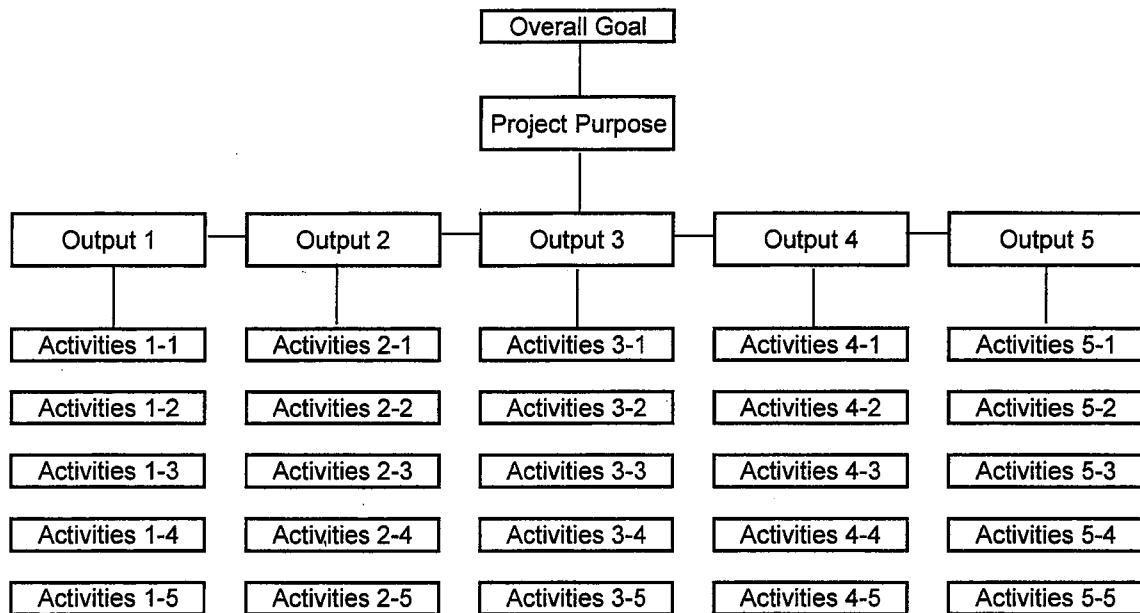 Overall Goal
Project Purpose
Output 1
Output 2
Output 3
Output 4
Output 5
Activities 1-1
Activities 2-1
Activities 3-1
Activities 4-1
Activities 5-1
Activities 1-2
Activities 2-2
Activities 3-2
Activities 4-2
Activities 5-2
Activities 1-3
Activities 2-3
Activities 3-3
Activities 4-3
Activities 5-3
Activities 1-4
Activities 2-4
Activities 3-4
Activities 4-4
Activities 5-4
Activities 1-5
Activities 2-5
Activities 3-5
Activities 4-5
Activities 5-5